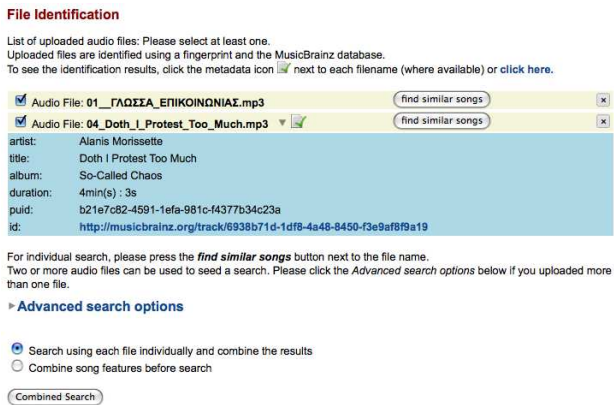 File Identification
List of uploaded audio files: Please select at least one.
Uploaded files are identified using a fingerprint and the MusicBrainz database.
To see the identification results, click the metadata icon next to each filename (where available) or click here.
Audio File: 01__ΓΛΩΣΣΑ_ΕΠΙΚΟΙΝΩΝΙΑΣ.mp3 find similar songs x
Audio File: 04_Doth_I_Protest_Too_Much.mp3 find similar songs x
artist: Alanis Morissette
title: Doth I Protest Too Much
album: So-Called Chaos
duration: 4min(s) : 3s
puid: b21e7c82-4591-1efa-981c-f4377b34c23a
id: http://musicbrainz.org/track/6938b71d-1df8-4a48-8450-f3e9af8f9a19
For individual search, please press the find similar songs button next to the file name.
Two or more audio files can be used to seed a search. Please click the Advanced search options below if you uploaded more
than one file.
Advanced search options
Search using each file individually and combine the results
Combine song features before search
Combined Search